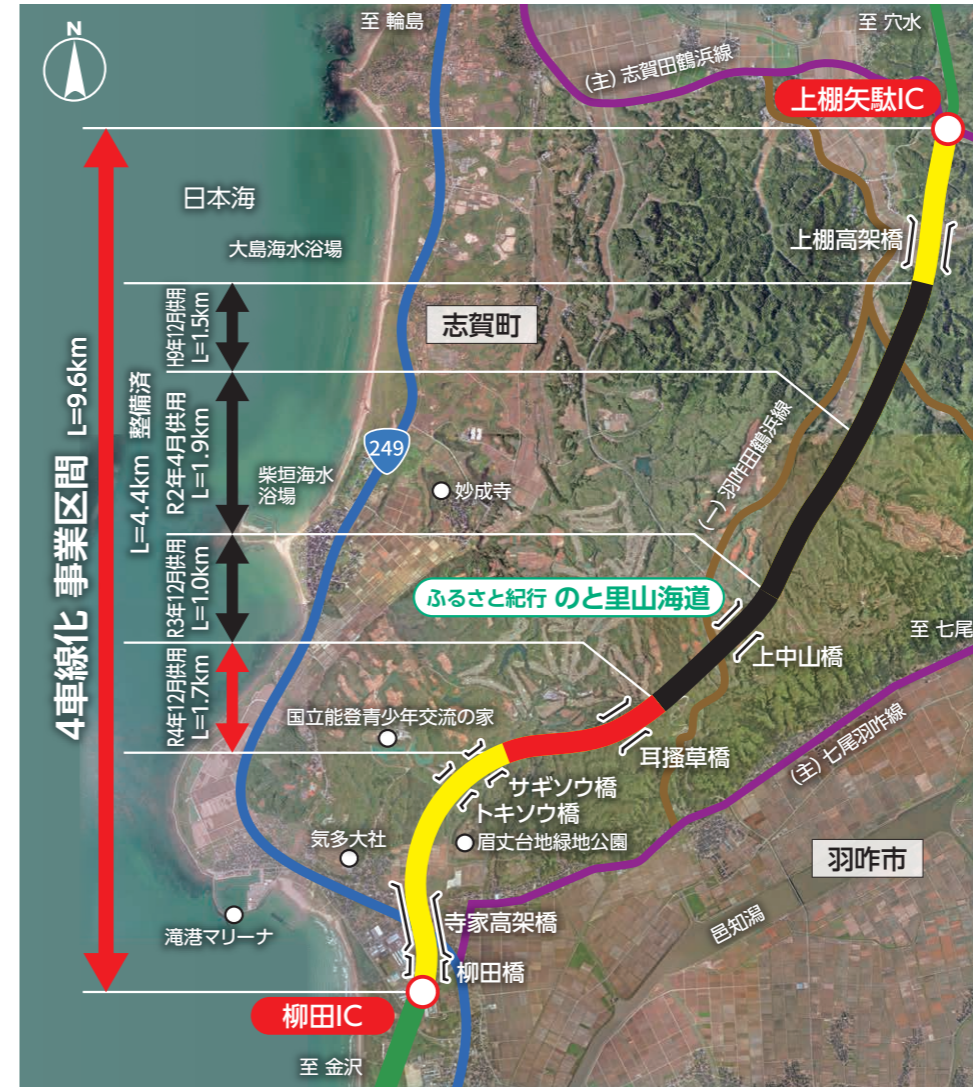 N
至 輪島
至 穴水
(主) 志賀田鶴浜線
上棚矢駄IC
日本海
大島海水浴場
上棚高架橋
志賀町
4車線化 事業区間 L=9.6km
L=4.4km 整備済
H9年12月供用
L=1.5km
R2年4月供用
L=1.9km
R3年12月供用
L=1.0km
R4年12月供用
L=1.7km
249
柴垣海水
浴場
妙成寺
(一) 羽咋田鶴浜線
ふるさと紀行 のと里山海道
至 七尾
上中山橋
国立能登青少年交流の家
耳掻草橋
(主) 七尾羽咋線
サギソウ橋
トキソウ橋
気多大社
眉丈台地緑地公園
羽咋市
滝港マリーナ
寺家高架橋
邑知潟
柳田橋
柳田IC
至 金沢